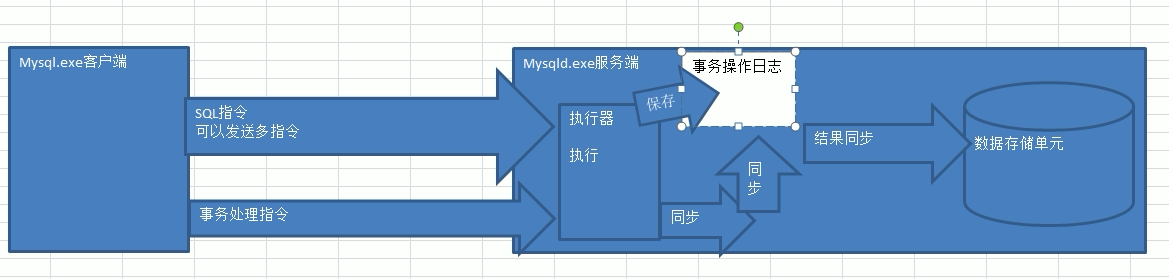 Mysql.exe客户端
SQL指令
可以发送多指令
事务处理指令
Mysqld.exe服务端
执行器
执行
保存
事务操作日志
同步
同
步
结果同步
数据存储单元